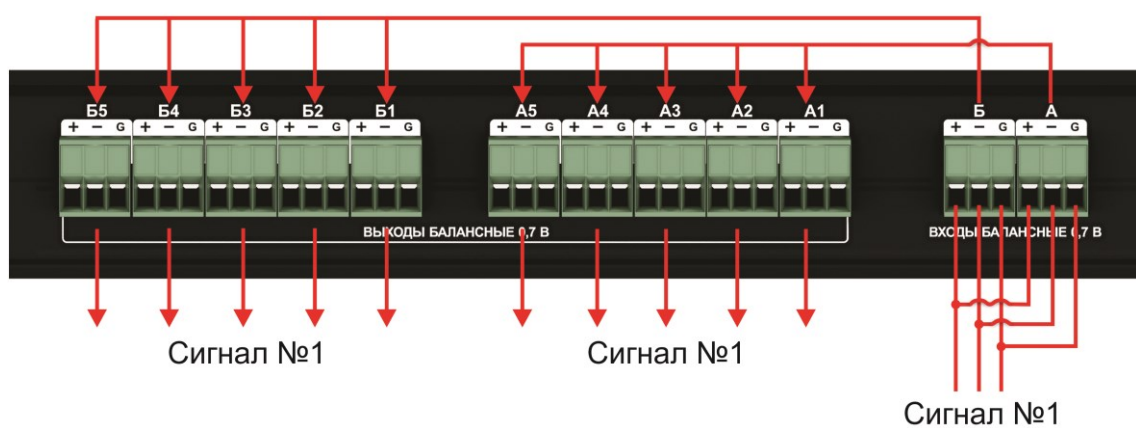 Б5 Б4 Б3 Б2 Б1 А5 А4 А3 А2 А1 Б А
+ − G + − G + − G + − G + − G + − G + − G + − G + − G + − G + − G + − G
ВЫХОДЫ БАЛАНСНЫЕ 0,7 В ВХОДЫ БАЛАНСНЫЕ 0,7 В
Сигнал №1 Сигнал №1
Сигнал №1